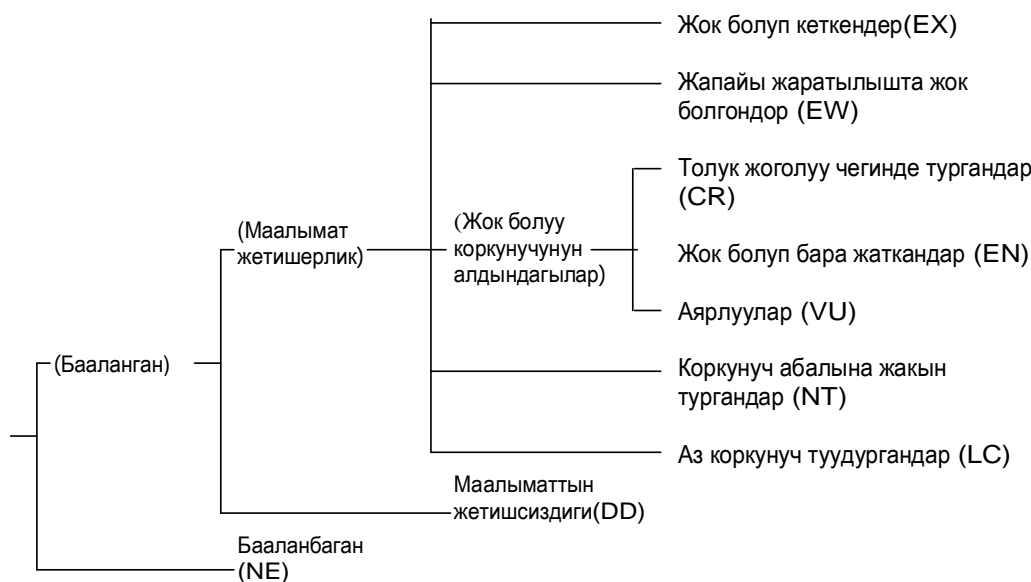 Жок болуп кеткендер(EX)
Жапайы жаратылышта жок
болгондор (EW)
Толук жоголуу чегинде тургандар
(CR)
(Маалымат
жетишерлик)
(Жок болуу
коркунучунун
алдындагылар)
Жок болуп бара жаткандар (EN)
Аярлуулар (VU)
(Бааланган)
Коркунуч абалына жакын
тургандар (NT)
Аз коркунуч туудургандар (LC)
Маалыматтын
жетишсиздиги(DD)
Бааланбаган
(NE)